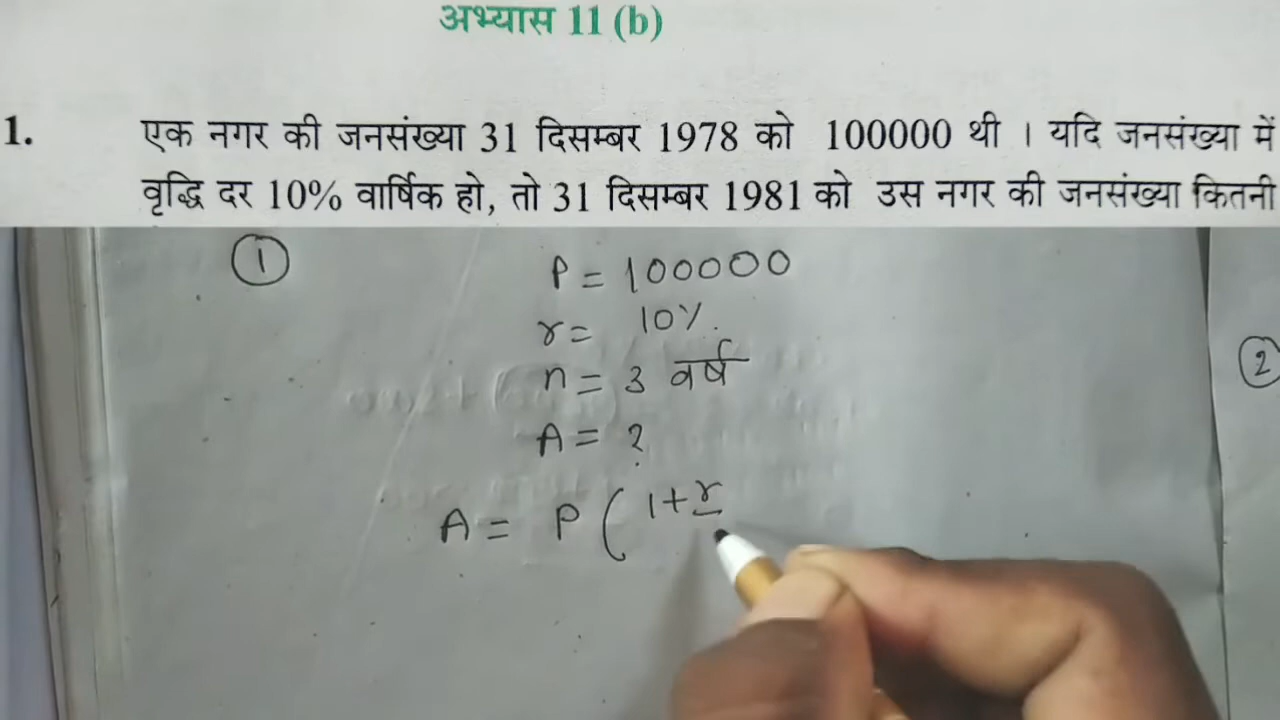 अभ्यास 11 (b)
1. एक नगर की जनसंख्या 31 दिसम्बर 1978 को 100000 थी । यदि जनसंख्या में
वृद्धि दर 10% वार्षिक हो, तो 31 दिसम्बर 1981 को उस नगर की जनसंख्या कितनी
1
P = 100000
r = 10%.
n = 3 वर्ष
2
A = ?
A = P ( 1 + r